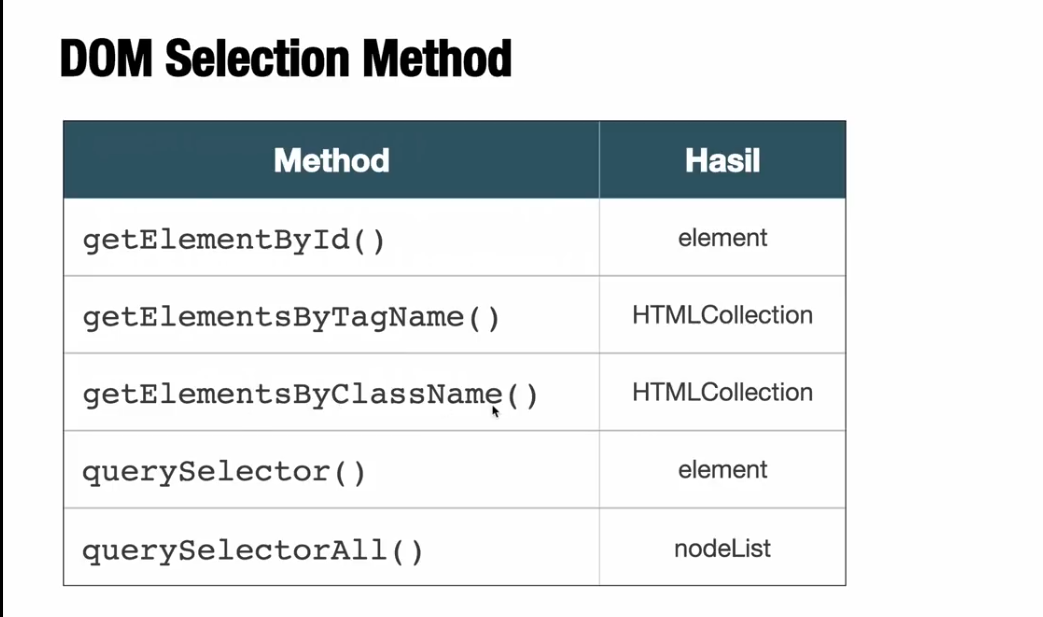 DOM Selection Method
Method Hasil
getElementById() element
getElementsByTagName() HTMLCollection
getElementsByClassName() HTMLCollection
querySelector() element
querySelectorAll() nodeList